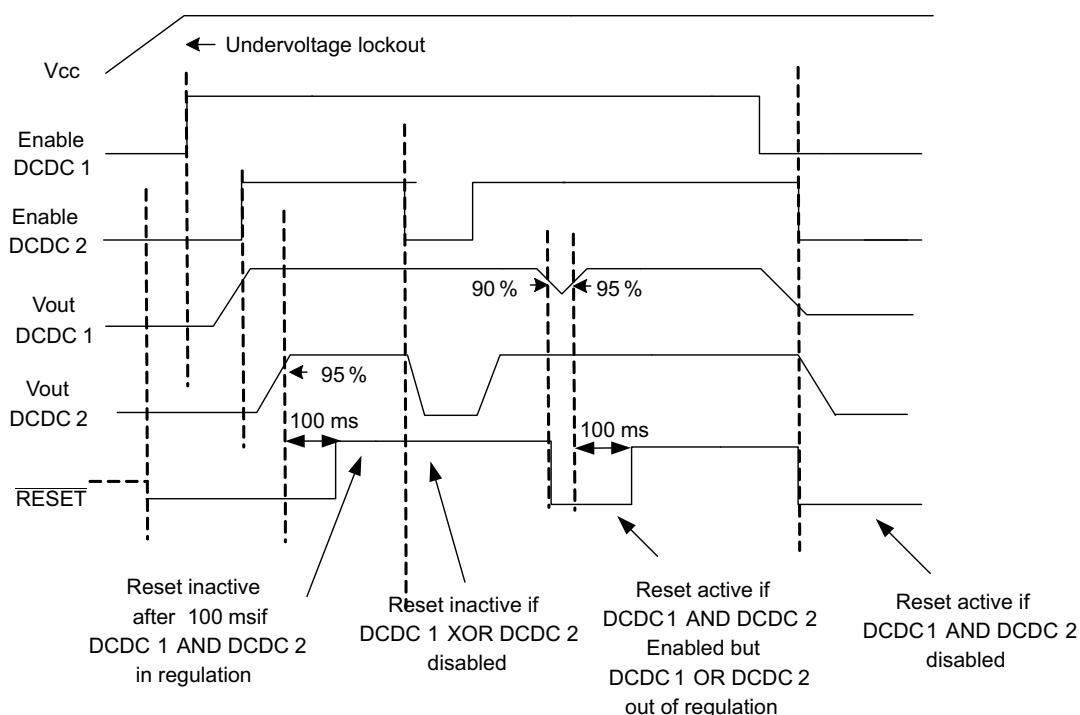 Undervoltage lockout
Vcc
Enable
DCDC 1
Enable
DCDC 2
90 %
95 %
Vout
DCDC 1
95 %
Vout
DCDC 2
100 ms
100 ms
RESET
Reset inactive
after 100 msif
DCDC 1 AND DCDC 2
in regulation
Reset inactive if
DCDC 1 XOR DCDC 2
disabled
Reset active if
DCDC1 AND DCDC 2
Enabled but
DCDC 1 OR DCDC 2
out of regulation
Reset active if
DCDC1 AND DCDC 2
disabled